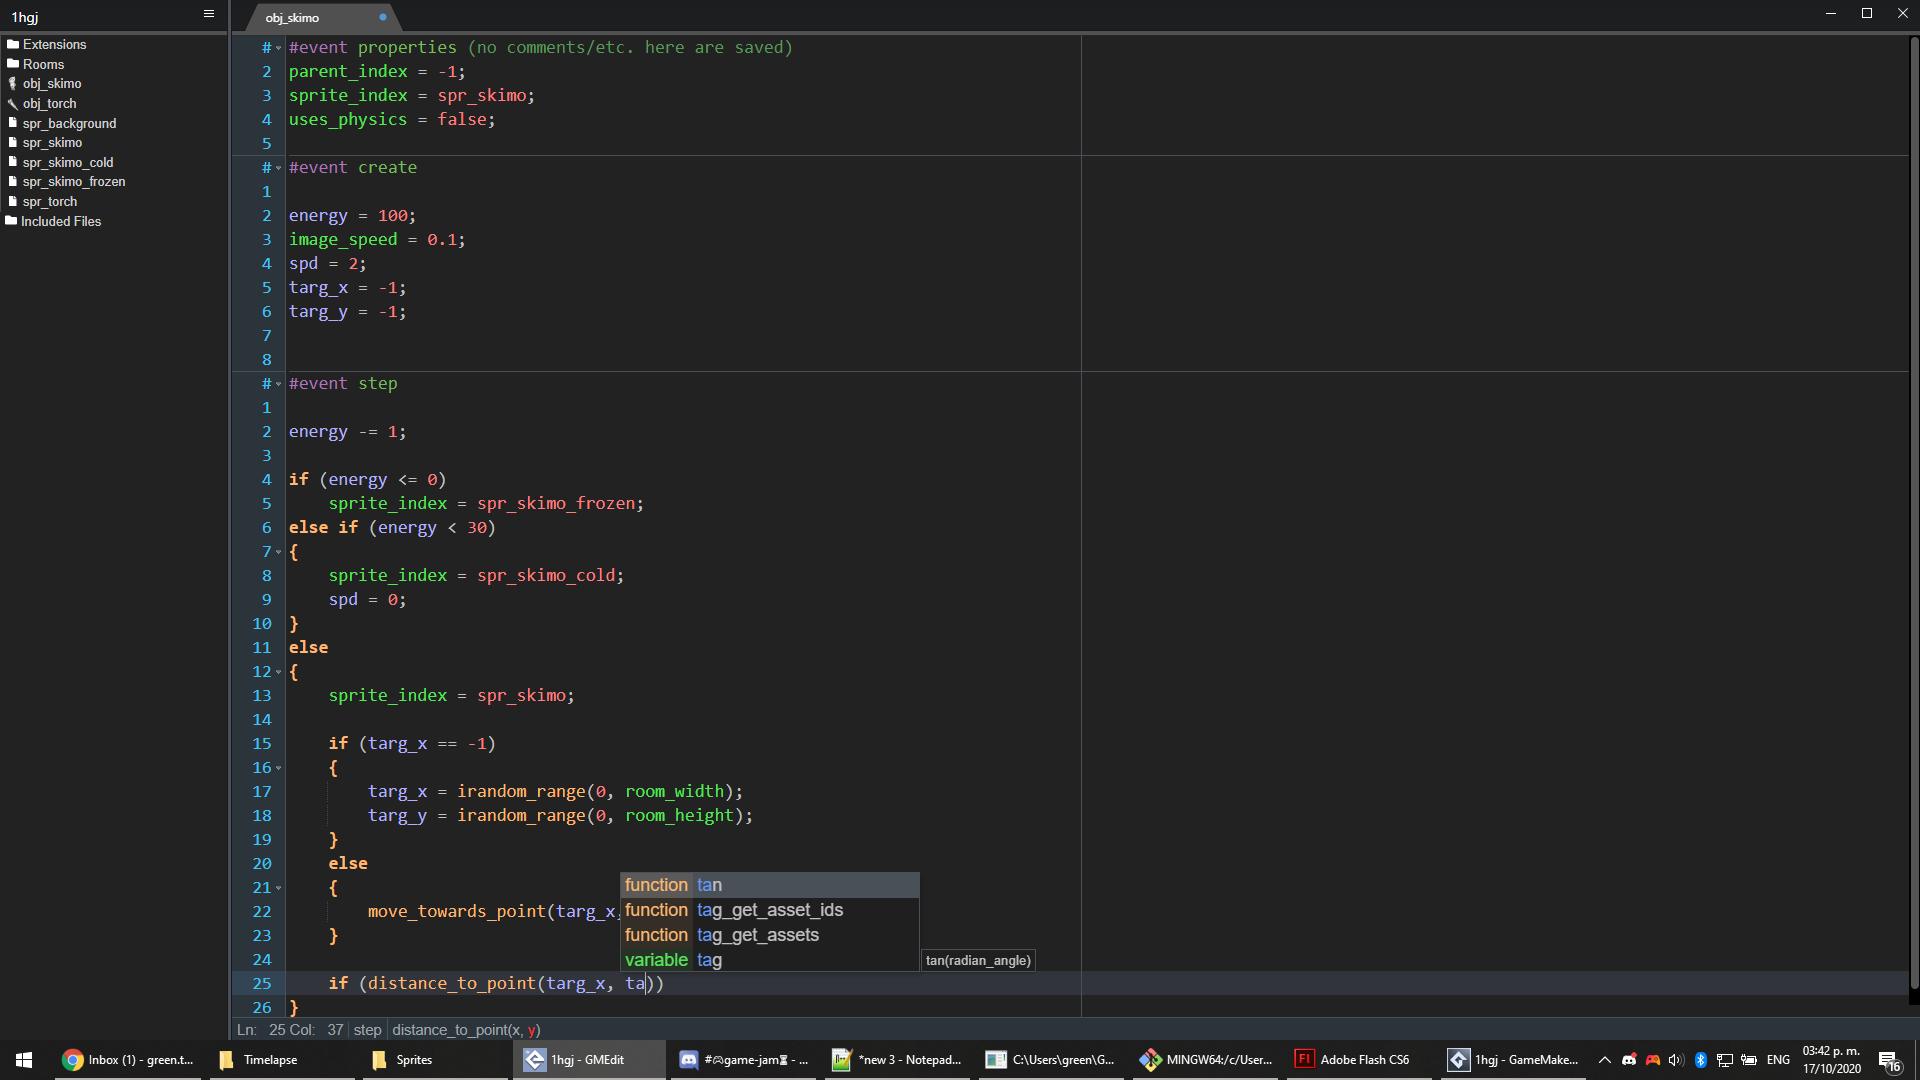 1hgj
obj_skimo
Extensions
Rooms
obj_skimo
obj_torch
spr_background
spr_skimo
spr_skimo_cold
spr_skimo_frozen
spr_torch
Included Files
# #event properties (no comments/etc. here are saved)
2 parent_index = -1;
3 sprite_index = spr_skimo;
4 uses_physics = false;
5
# #event create
1
2 energy = 100;
3 image_speed = 0.1;
4 spd = 2;
5 targ_x = -1;
6 targ_y = -1;
7
8
# #event step
1
2 energy -= 1;
3
4 if (energy <= 0)
5 sprite_index = spr_skimo_frozen;
6 else if (energy < 30)
7 {
8 sprite_index = spr_skimo_cold;
9 spd = 0;
10 }
11 else
12 {
13 sprite_index = spr_skimo;
14
15 if (targ_x == -1)
16 {
17 targ_x = irandom_range(0, room_width);
18 targ_y = irandom_range(0, room_height);
19 }
20 else
21 {
22 move_towards_point(targ_x,
23 }
24
25 if (distance_to_point(targ_x, ta))
26 }
function tan
function tag_get_asset_ids
function tag_get_assets
variable tag
tan(radian_angle)
Ln: 25 Col: 37 step distance_to_point(x, y)
Inbox (1) - green.t...
Timelapse
Sprites
1hgj - GMEdit
#🎮game-jam⏳ - ...
*new 3 - Notepad...
C:\Users\green\G...
MINGW64:/c/User...
Fl Adobe Flash CS6
1hgj - GameMake...
ENG
03:42 p. m.
17/10/2020
16